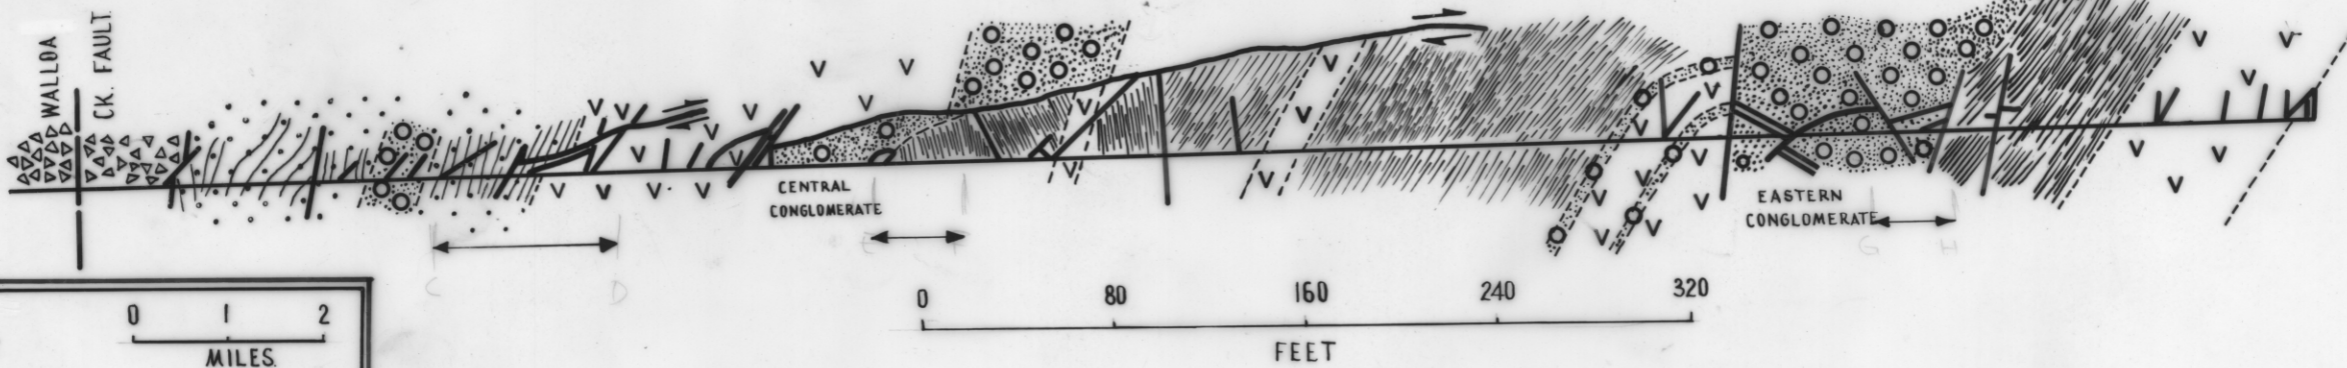 WALLOA
CK. FAULT.
CENTRAL
CONGLOMERATE
EASTERN
CONGLOMERATE
C D G H
0 80 160 240 320
FEET
0 1 2
MILES.